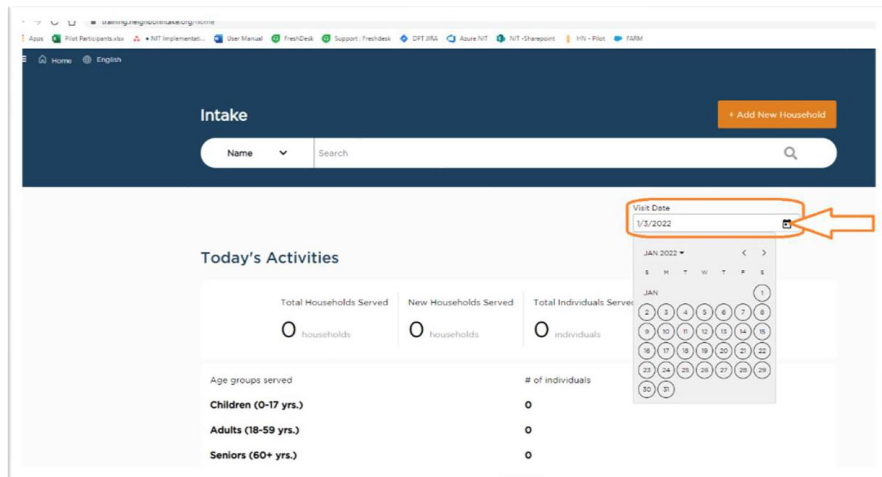 training.neighborintake.org/home
Apps Pilot Participants.xlsx • NIT Implementati... User Manual FreshDesk Support : Freshdesk DPT JIRA Azure NIT NIT -Sharepoint HN - Pilot FARM
Home English
Intake
+ Add New Household
Name Search
Visit Date
1/3/2022
Today's Activities
JAN 2022
S M T W T F S
JAN 1
Total Households Served New Households Served Total Individuals Served
2 3 4 5 6 7 8
0 households 0 households 0 individuals
9 10 11 12 13 14 15
16 17 18 19 20 21 22
23 24 25 26 27 28 29
30 31
Age groups served # of individuals
Children (0-17 yrs.) 0
Adults (18-59 yrs.) 0
Seniors (60+ yrs.) 0